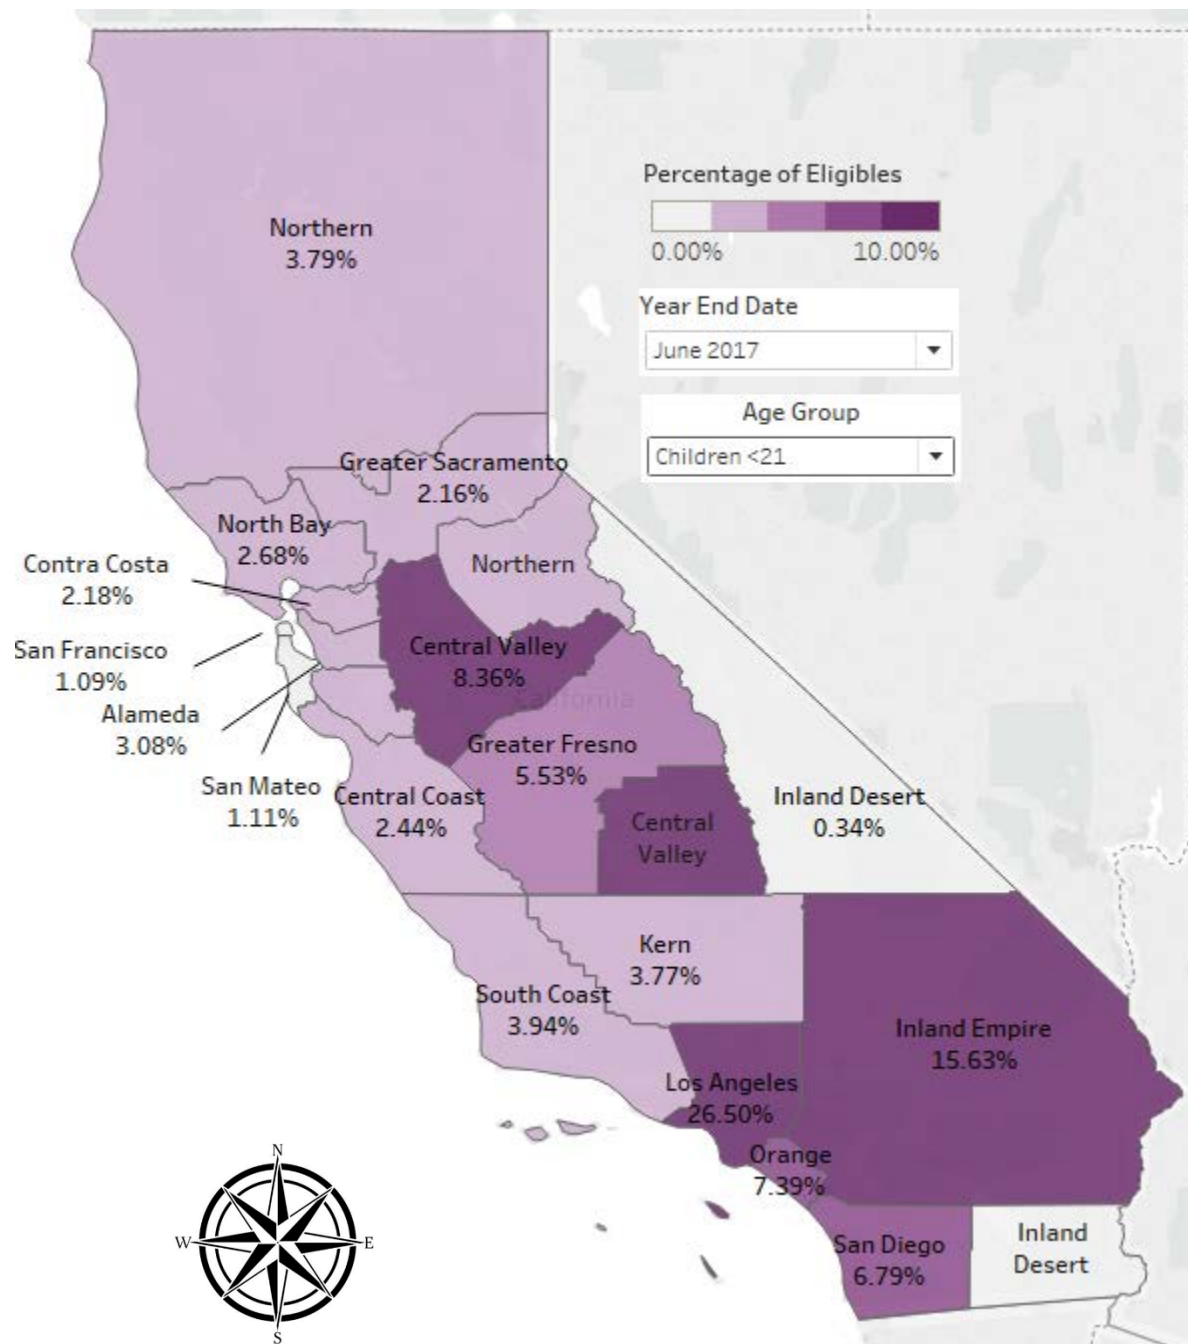 Northern
3.79%
Percentage of Eligibles
0.00%
10.00%
Year End Date
June 2017
Age Group
Children <21
Greater Sacramento
2.16%
North Bay
2.68%
Contra Costa
2.18%
Northern
San Francisco
1.09%
Central Valley
8.36%
California
Alameda
3.08%
Greater Fresno
5.53%
San Mateo
1.11%
Central Coast
2.44%
Central
Valley
Inland Desert
0.34%
Kern
3.77%
South Coast
3.94%
Inland Empire
15.63%
Los Angeles
26.50%
Orange
7.39%
San Diego
6.79%
Inland
Desert
N
W
E
S